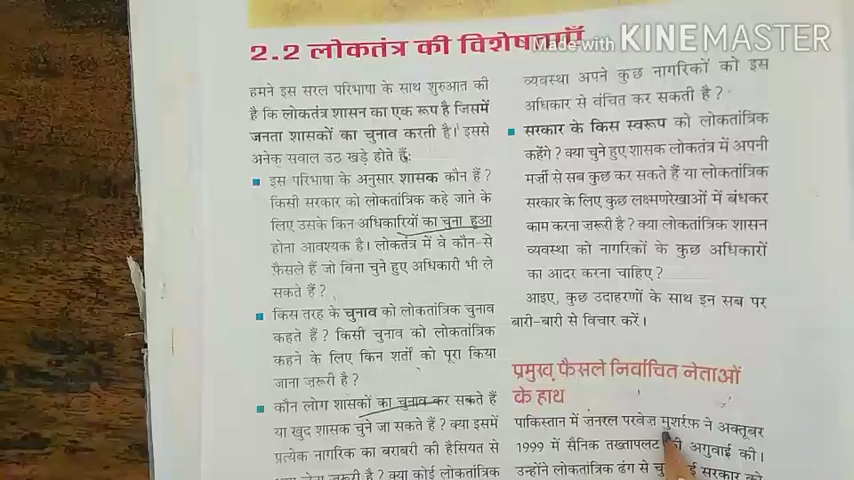 2.2 लोकतंत्र की विशेषताएँ
Made with KINEMASTER
हमने इस सरल परिभाषा के साथ शुरुआत की
है कि लोकतंत्र शासन का एक रूप है जिसमें
जनता शासकों का चुनाव करती है। इससे
अनेक सवाल उठ खड़े होते हैं:
इस परिभाषा के अनुसार शासक कौन हैं?
किसी सरकार को लोकतांत्रिक कहे जाने के
लिए उसके किन अधिकारियों का चुना हुआ
होना आवश्यक है। लोकतंत्र में वे कौन-से
फ़ैसले हैं जो बिना चुने हुए अधिकारी भी ले
सकते हैं?
किस तरह के चुनाव को लोकतांत्रिक चुनाव
कहते हैं? किसी चुनाव को लोकतांत्रिक
कहने के लिए किन शर्तों को पूरा किया
जाना ज़रूरी है?
कौन लोग शासकों का चुनाव कर सकते हैं
या खुद शासक चुने जा सकते हैं? क्या इसमें
प्रत्येक नागरिक का बराबरी की हैसियत से
ज़रूरी है? क्या कोई लोकतांत्रिक
व्यवस्था अपने कुछ नागरिकों को इस
अधिकार से वंचित कर सकती है?
सरकार के किस स्वरूप को लोकतांत्रिक
कहेंगे? क्या चुने हुए शासक लोकतंत्र में अपनी
मर्ज़ी से सब कुछ कर सकते हैं या लोकतांत्रिक
सरकार के लिए कुछ लक्ष्मणरेखाओं में बंधकर
काम करना ज़रूरी है? क्या लोकतांत्रिक शासन
व्यवस्था को नागरिकों के कुछ अधिकारों
का आदर करना चाहिए?
आइए, कुछ उदाहरणों के साथ इन सब पर
बारी-बारी से विचार करें।
प्रमुख फ़ैसले निर्वाचित नेताओं
के हाथ
पाकिस्तान में जनरल परवेज़ मुशर्रफ़ ने अक्तूबर
1999 में सैनिक तख्तापलट की अगुवाई की।
उन्होंने लोकतांत्रिक ढंग से सरकार को